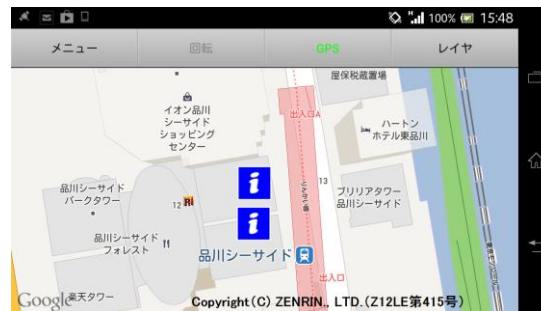 100% 15:48
メニュー
回転
GPS
レイヤ
屋保税蔵置場
イオン品川
シーサイド
ショッピング
センター
出入口A
ハートン
ホテル東品川
品川シーサイド
パークタワー
12
13
プリリアタワー
品川シーサイド
りんかい線
品川シーサイド
フォレスト
品川シーサイド
出入口
楽天タワー
Google
Copyright(C) ZENRIN., LTD.(Z12LE第415号)